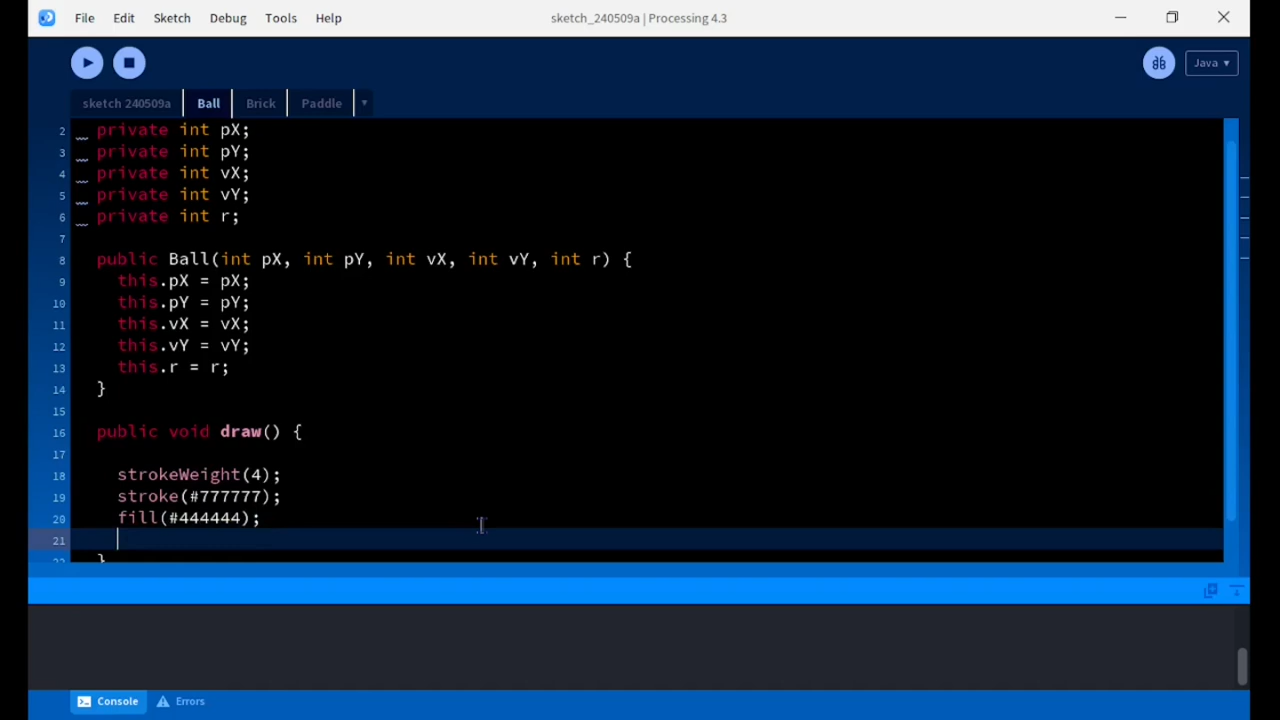 File Edit Sketch Debug Tools Help sketch_240509a | Processing 4.3
Java ▾
sketch 240509a Ball Brick Paddle ▾
2 private int pX;
3 private int pY;
4 private int vX;
5 private int vY;
6 private int r;
7
8 public Ball(int pX, int pY, int vX, int vY, int r) {
9 this.pX = pX;
10 this.pY = pY;
11 this.vX = vX;
12 this.vY = vY;
13 this.r = r;
14 }
15
16 public void draw() {
17
18 strokeWeight(4);
19 stroke(#777777);
20 fill(#444444);
21
22 }
Console Errors